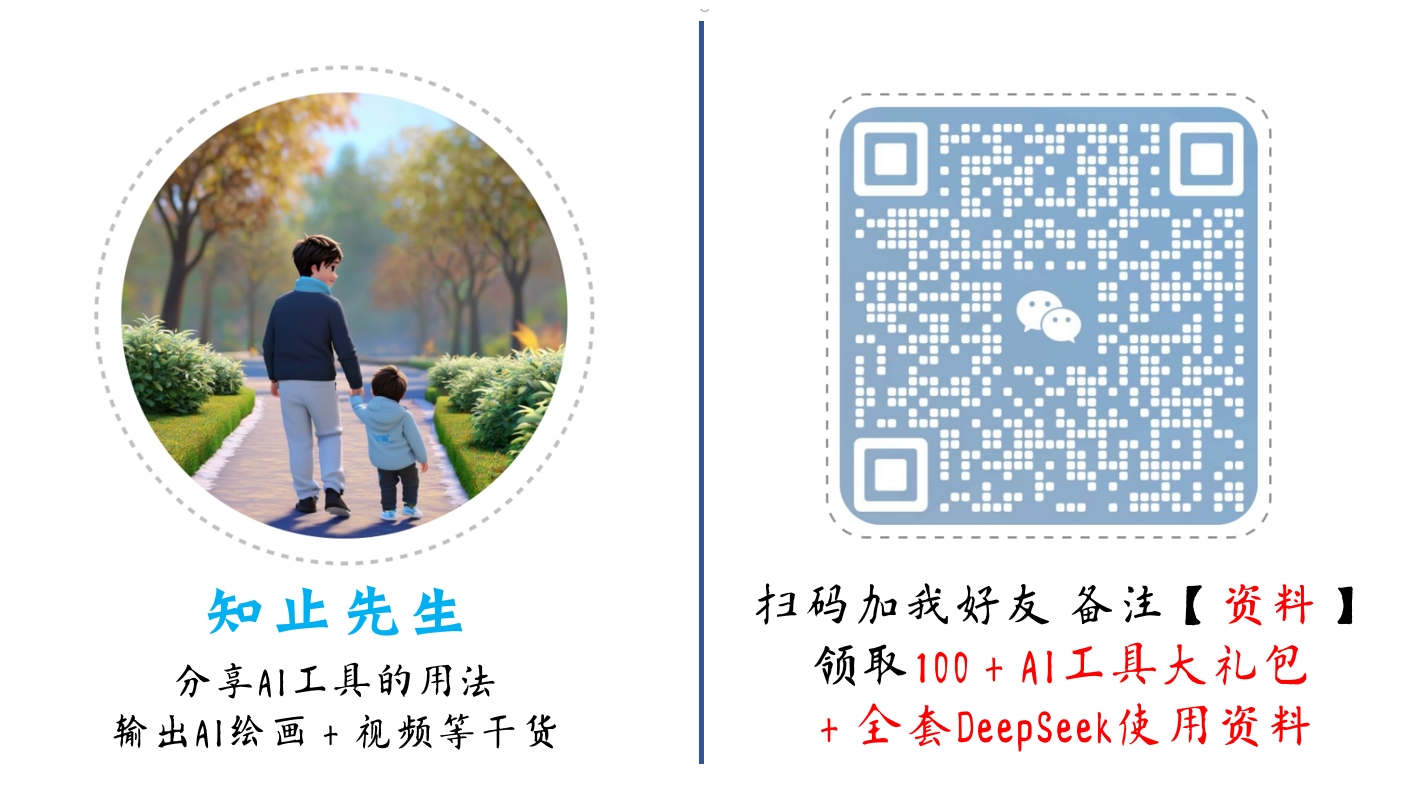 知止先生
分享AI工具的用法
输出AI绘画+视频等干货
扫码加我好友 备注【资料】
领取100+AI工具大礼包
+全套DeepSeek使用资料